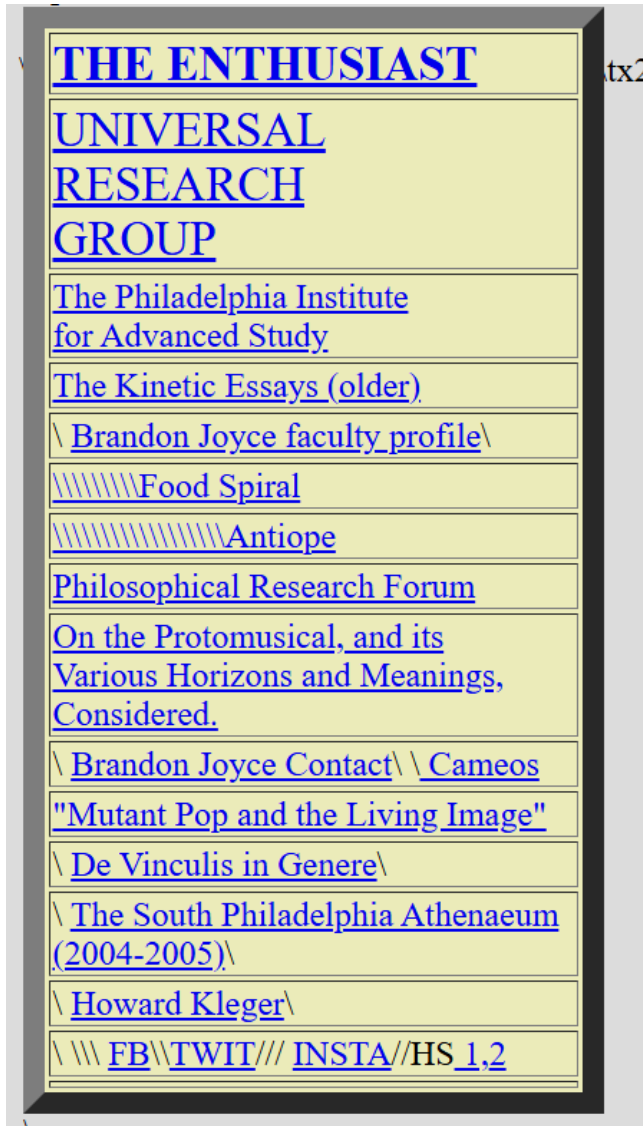 \tx2
THE ENTHUSIAST
UNIVERSAL
RESEARCH
GROUP
The Philadelphia Institute
for Advanced Study
The Kinetic Essays (older)
\ Brandon Joyce faculty profile\
\\\\\\\\\Food Spiral
\\\\\\\\\\\\\\\\\\Antiope
Philosophical Research Forum
On the Protomusical, and its
Various Horizons and Meanings,
Considered.
\ Brandon Joyce Contact\ \ Cameos
"Mutant Pop and the Living Image"
\ De Vinculis in Genere\
\ The South Philadelphia Athenaeum
(2004-2005)\
\ Howard Kleger\
\ \\\ FB\\TWIT/// INSTA//HS 1,2